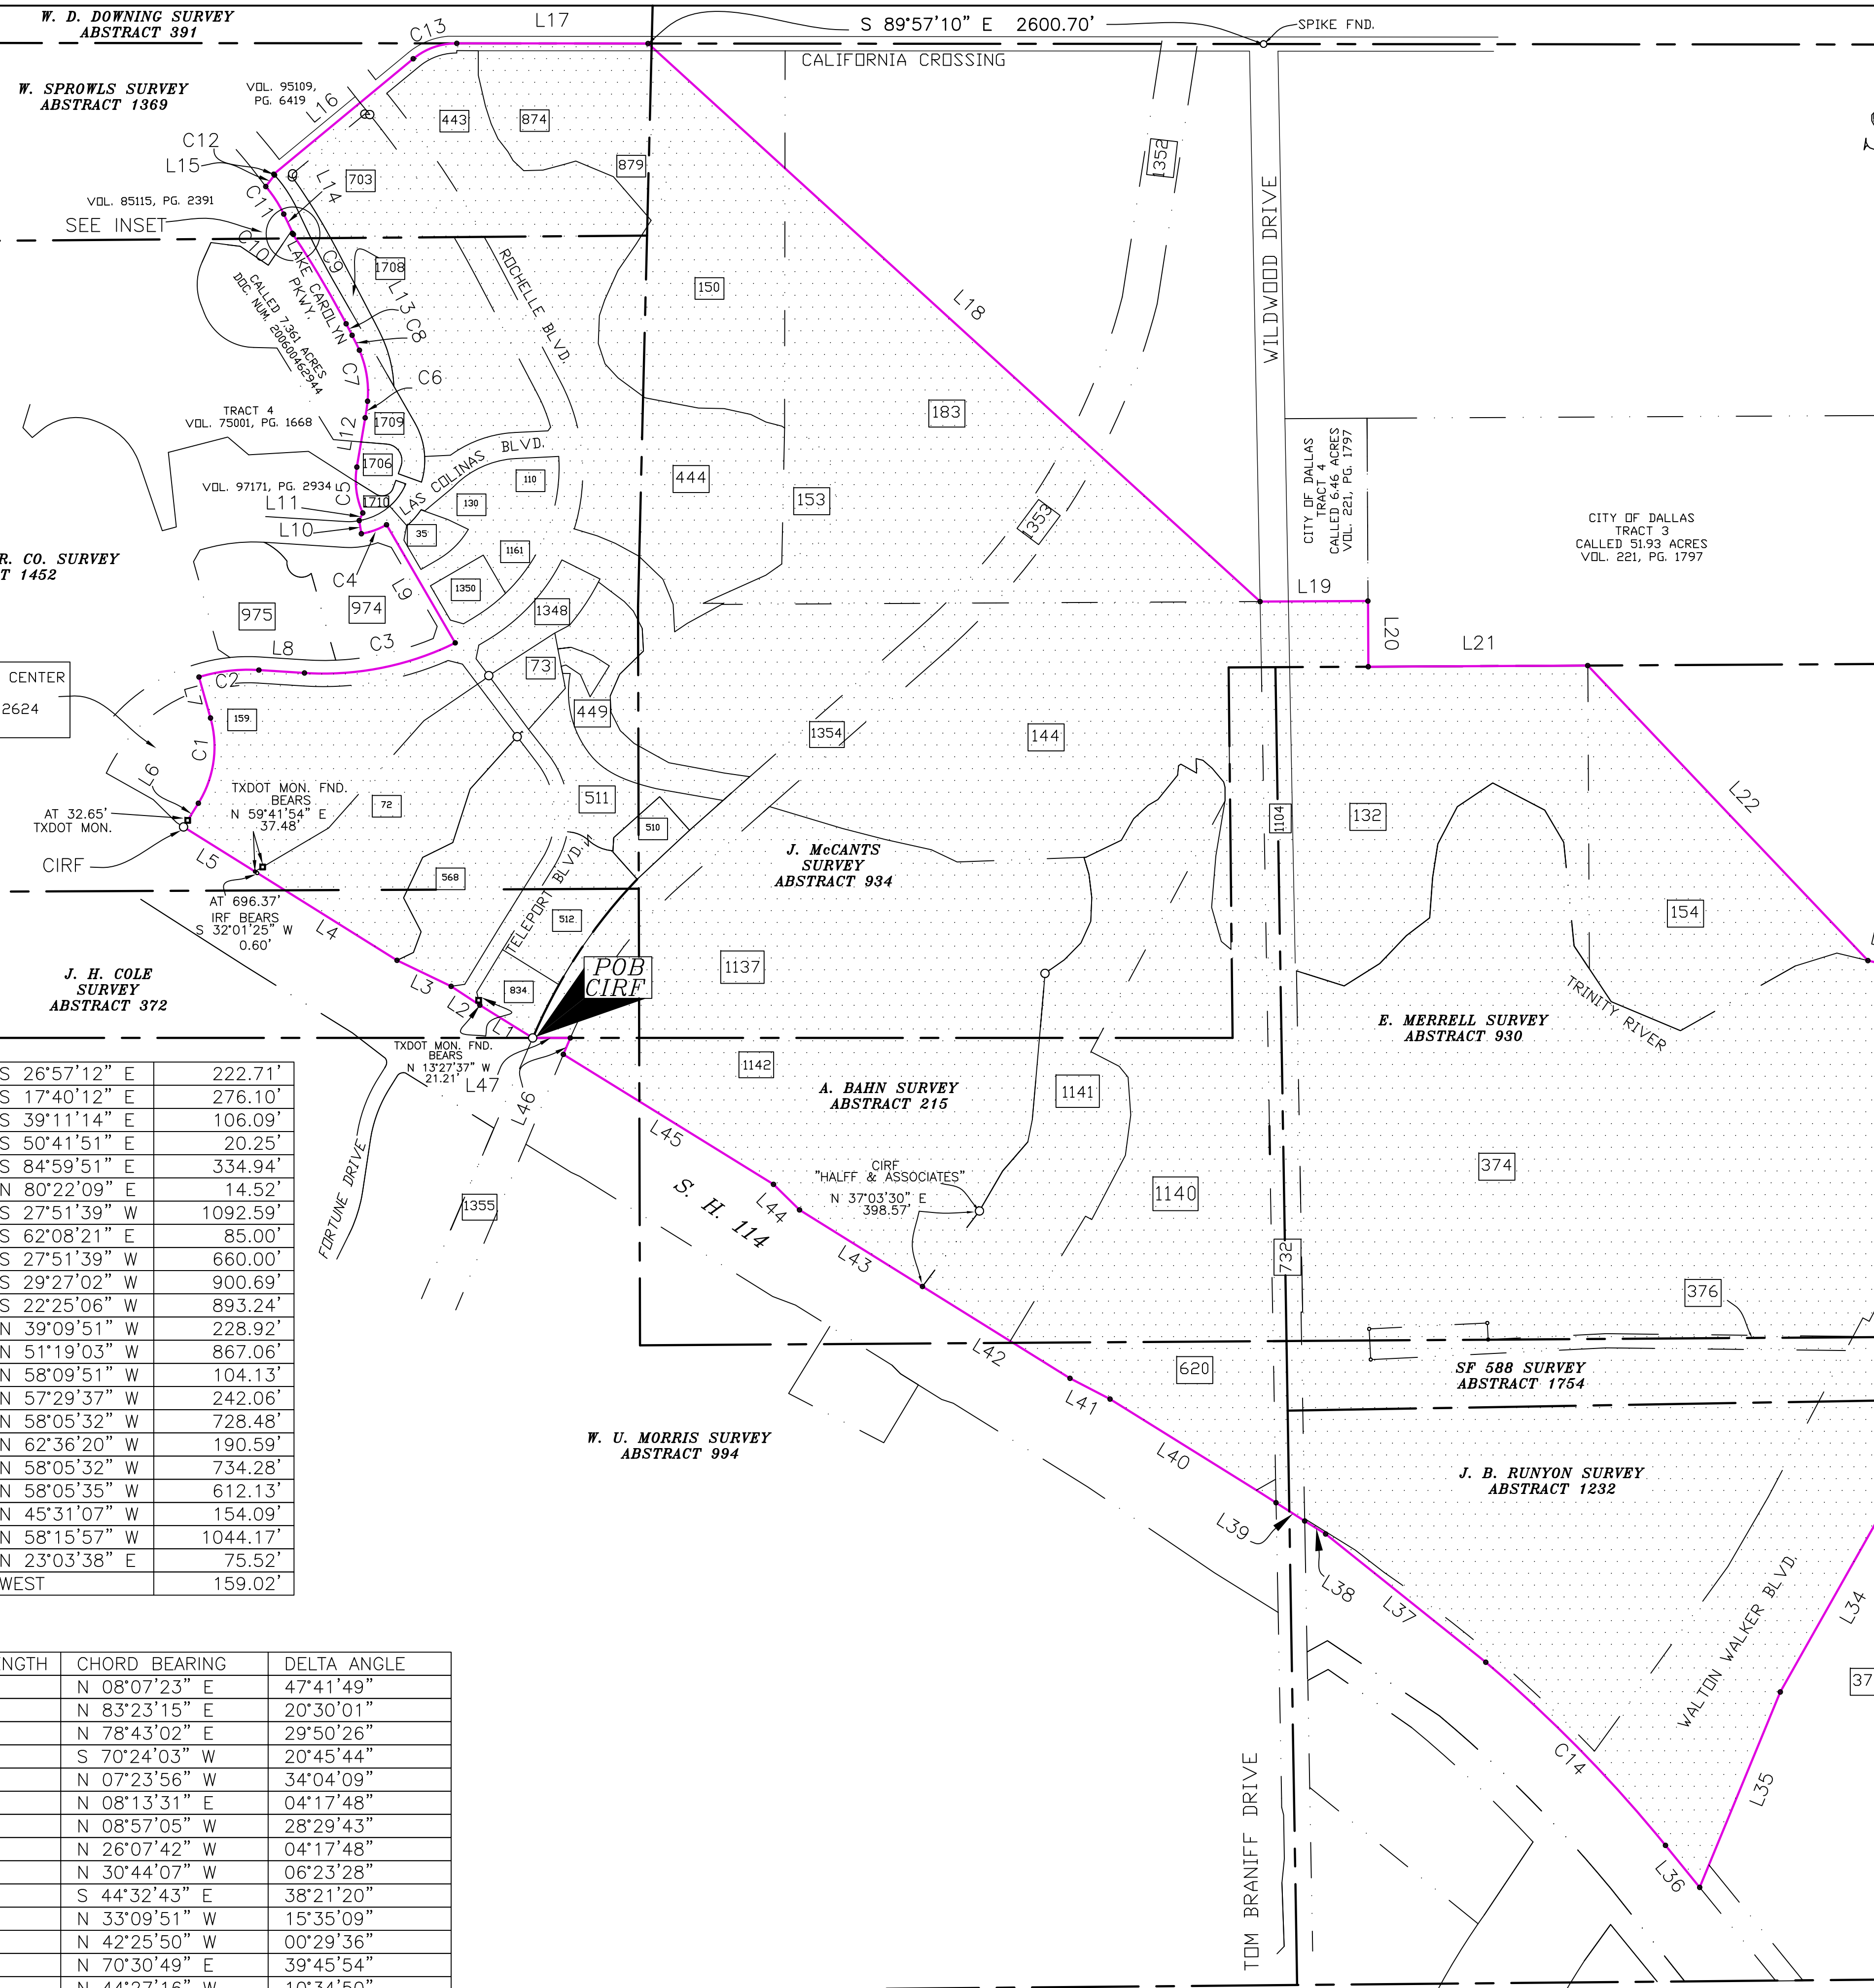 W. D. DOWNING SURVEY
ABSTRACT 391
L17
C13
S 89°57'10" E 2600.70'
SPIKE FND.
CALIFORNIA CROSSING
W. SPROWLS SURVEY
ABSTRACT 1369
VOL. 95109,
PG. 6419
L16
443
874
879
C12
L15
703
L14
C11
VOL. 85115, PG. 2391
SEE INSET
C10
C9
LAKE CAROLYN
PKWY.
1708
L13
C8
CALLED 7.361 ACRES
DOC. NUM. 200600462944
ROCHELLE BLVD.
150
L18
1352
WILDWOOD DRIVE
C7
C6
TRACT 4
VOL. 75001, PG. 1668
L12
1709
1706
LAS COLINAS BLVD.
VOL. 97171, PG. 2934
C5
1710
L11
L10
110
130
35
1161
444
153
183
1353
CITY OF DALLAS
TRACT 4
CALLED 6.46 ACRES
VOL. 221, PG. 1797
CITY OF DALLAS
TRACT 3
CALLED 51.93 ACRES
VOL. 221, PG. 1797
R. CO. SURVEY
T 1452
C4
L9
1350
1348
975
974
L8
C3
L19
L20
L21
CENTER
2624
C2
L7
159
C1
73
449
1354
144
L6
AT 32.65'
TXDOT MON.
TXDOT MON. FND.
BEARS
N 59°41'54" E
37.48'
72
511
510
1104
132
L22
CIRF
L5
568
J. McCANTS
SURVEY
ABSTRACT 934
AT 696.37'
IRF BEARS
S 32°01'25" W
0.60'
L4
TELEPORT BLVD.
512
154
J. H. COLE
SURVEY
ABSTRACT 372
L3
L2
834
L1
POB
CIRF
1137
TRINITY RIVER
E. MERRELL SURVEY
ABSTRACT 930
TXDOT MON. FND.
BEARS
N 13°27'37" W
21.21'
L47
L46
1142
A. BAHN SURVEY
ABSTRACT 215
1141
L45
FORTUNE DRIVE
1355
S. H. 114
CIRF
"HALFF & ASSOCIATES"
N 37°03'30" E
398.57'
1140
374
L44
L43
732
376
L42
620
SF 588 SURVEY
ABSTRACT 1754
L41
W. U. MORRIS SURVEY
ABSTRACT 994
L40
J. B. RUNYON SURVEY
ABSTRACT 1232
L39
L38
L37
WALTON WALKER BLVD.
L34
37
C14
L35
L36
TOM BRANIFF DRIVE
S 26°57'12" E 222.71'
S 17°40'12" E 276.10'
S 39°11'14" E 106.09'
S 50°41'51" E 20.25'
S 84°59'51" E 334.94'
N 80°22'09" E 14.52'
S 27°51'39" W 1092.59'
S 62°08'21" E 85.00'
S 27°51'39" W 660.00'
S 29°27'02" W 900.69'
S 22°25'06" W 893.24'
N 39°09'51" W 228.92'
N 51°19'03" W 867.06'
N 58°09'51" W 104.13'
N 57°29'37" W 242.06'
N 58°05'32" W 728.48'
N 62°36'20" W 190.59'
N 58°05'32" W 734.28'
N 58°05'35" W 612.13'
N 45°31'07" W 154.09'
N 58°15'57" W 1044.17'
N 23°03'38" E 75.52'
WEST 159.02'
NGTH CHORD BEARING DELTA ANGLE
N 08°07'23" E 47°41'49"
N 83°23'15" E 20°30'01"
N 78°43'02" E 29°50'26"
S 70°24'03" W 20°45'44"
N 07°23'56" W 34°04'09"
N 08°13'31" E 04°17'48"
N 08°57'05" W 28°29'43"
N 26°07'42" W 04°17'48"
N 30°44'07" W 06°23'28"
S 44°32'43" E 38°21'20"
N 33°09'51" W 15°35'09"
N 42°25'50" W 00°29'36"
N 70°30'49" E 39°45'54"
N 44°27'16" W 10°34'50"